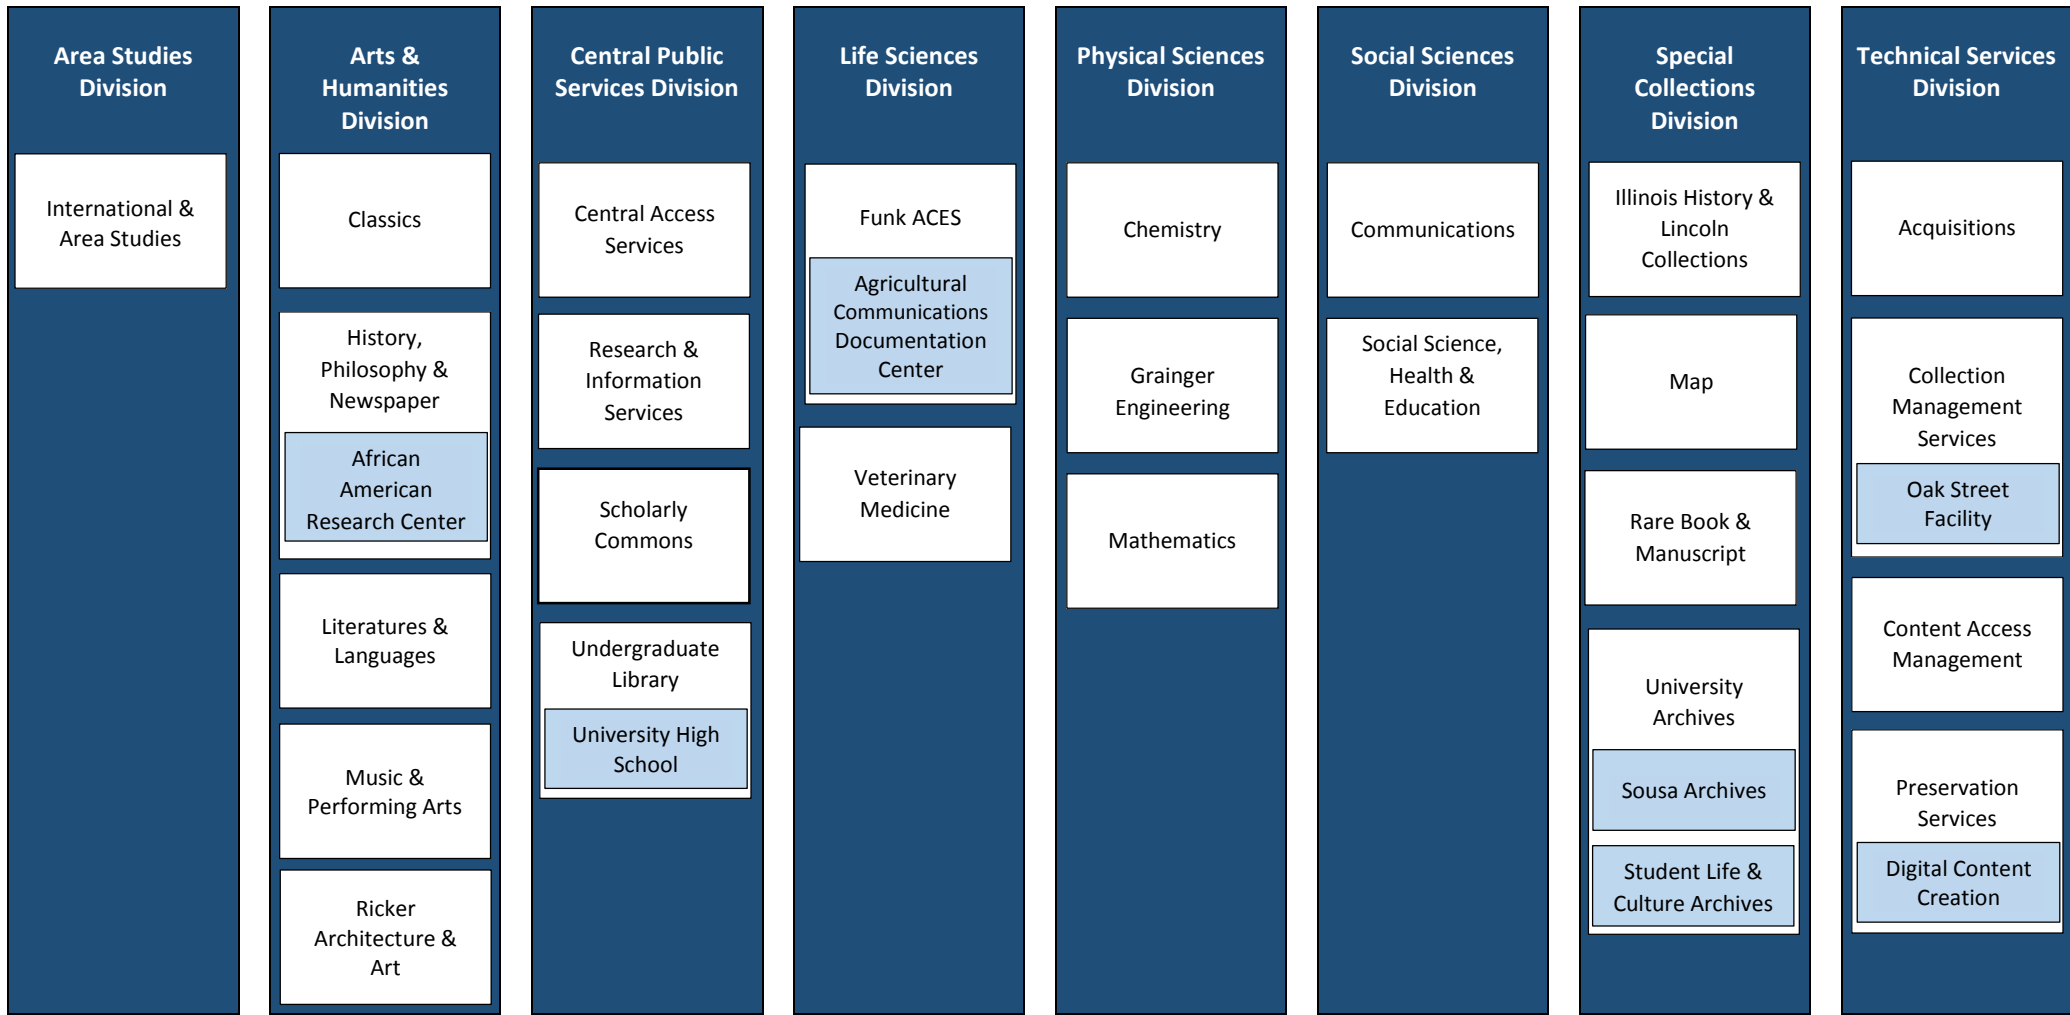 Area Studies
Division
International &
Area Studies
Arts &
Humanities
Division
Classics
History,
Philosophy &
Newspaper
African
American
Research Center
Literatures &
Languages
Music &
Performing Arts
Ricker
Architecture &
Art
Central Public
Services Division
Central Access
Services
Research &
Information
Services
Scholarly
Commons
Undergraduate
Library
University High
School
Life Sciences
Division
Funk ACES
Agricultural
Communications
Documentation
Center
Veterinary
Medicine
Physical Sciences
Division
Chemistry
Grainger
Engineering
Mathematics
Social Sciences
Division
Communications
Social Science,
Health &
Education
Special
Collections
Division
Illinois History &
Lincoln
Collections
Map
Rare Book &
Manuscript
University
Archives
Sousa Archives
Student Life &
Culture Archives
Technical Services
Division
Acquisitions
Collection
Management
Services
Oak Street
Facility
Content Access
Management
Preservation
Services
Digital Content
Creation